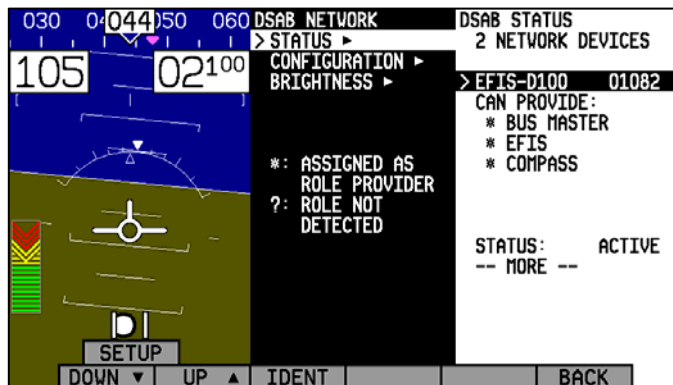 030 04 044 050 060
105
02100
SETUP
DSAB NETWORK
> STATUS ►
CONFIGURATION ►
BRIGHTNESS ►
*: ASSIGNED AS
ROLE PROVIDER
?: ROLE NOT
DETECTED
DSAB STATUS
2 NETWORK DEVICES
> EFIS-D100 01082
CAN PROVIDE:
* BUS MASTER
* EFIS
* COMPASS
STATUS: ACTIVE
-- MORE --
DOWN ▼ UP ▲ IDENT BACK